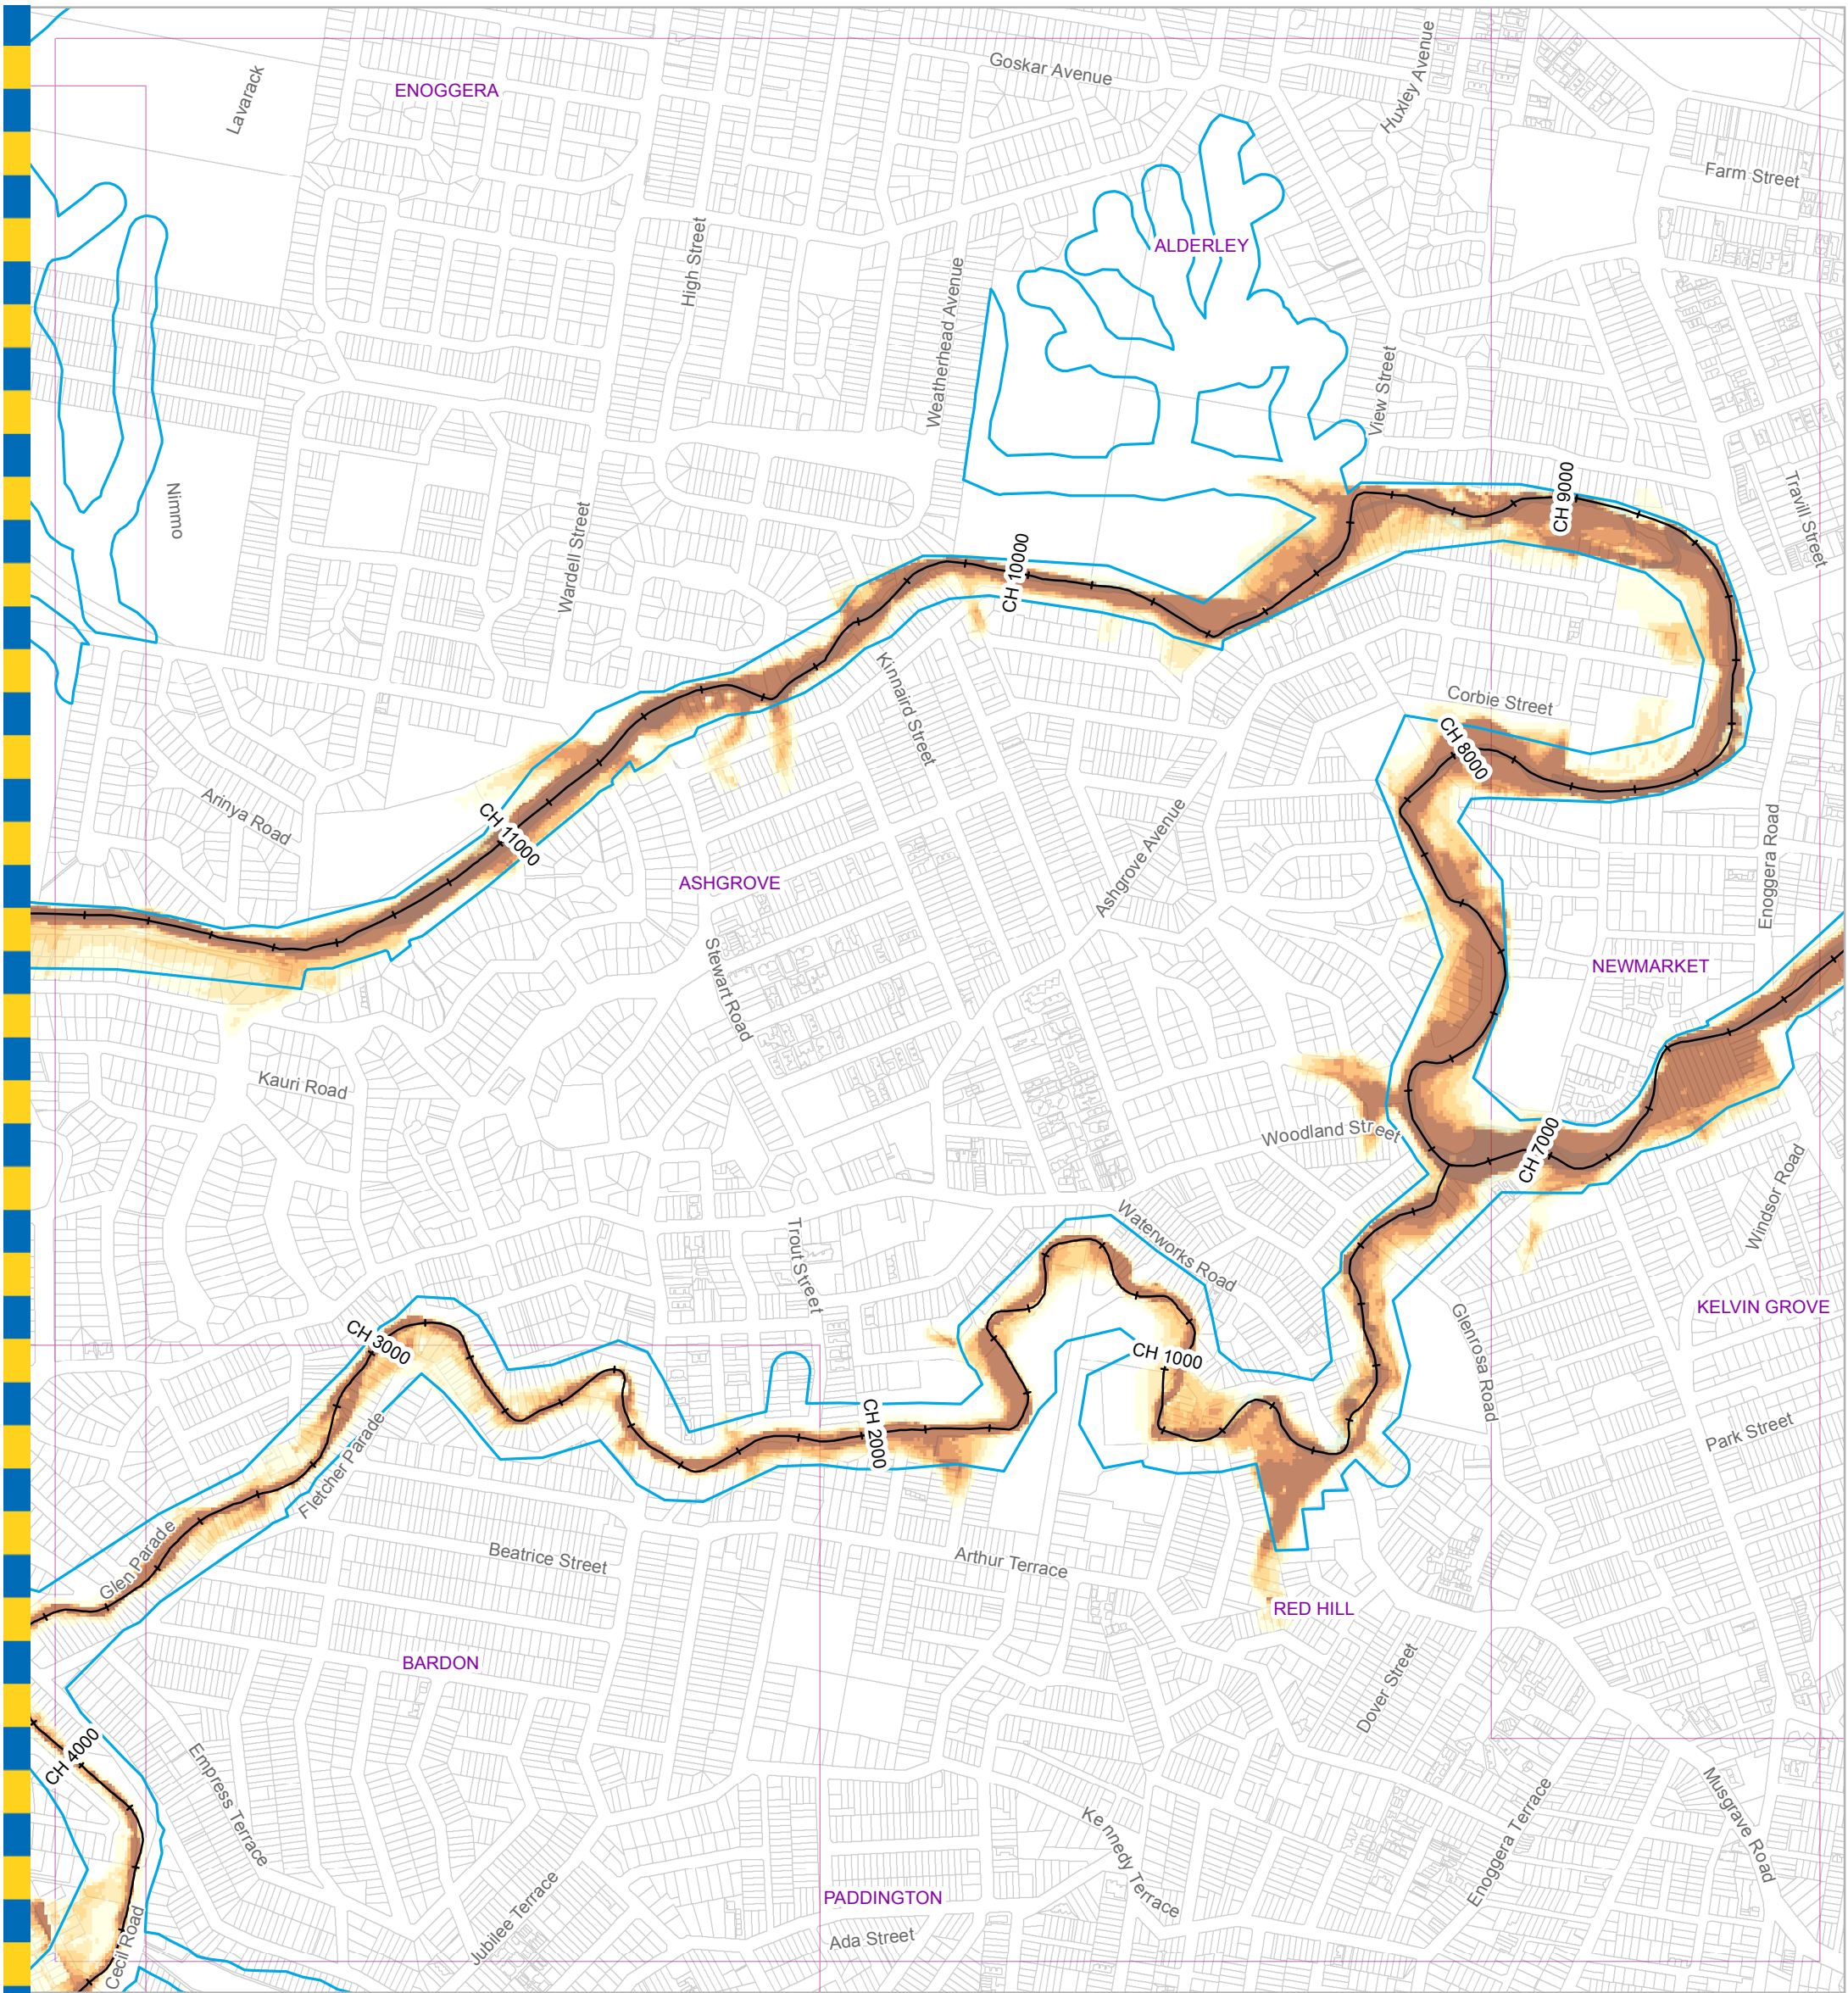 Goskar Avenue
Huxley Avenue
Lavarack
ENOGGERA
Farm Street
High Street
ALDERLEY
Weatherhead Avenue
View Street
CH 9000
Travill Street
Nimmo
Wardell Street
CH 10000
Kinnaird Street
Corbie Street
CH 8000
Arinya Road
CH 11000
Ashgrove Avenue
Enoggera Road
ASHGROVE
Stewart Road
NEWMARKET
Kauri Road
Woodland Street
CH 7000
Windsor Road
Trout Street
Waterworks Road
KELVIN GROVE
CH 3000
CH 1000
Glenrosa Road
CH 2000
Park Street
Fletcher Parade
Glen Parade
Beatrice Street
Arthur Terrace
RED HILL
BARDON
Dover Street
CH 4000
Empress Terrace
Kennedy Terrace
Enoggera Terrace
Musgrave Road
PADDINGTON
Jubilee Terrace
Ada Street
Cecil Road